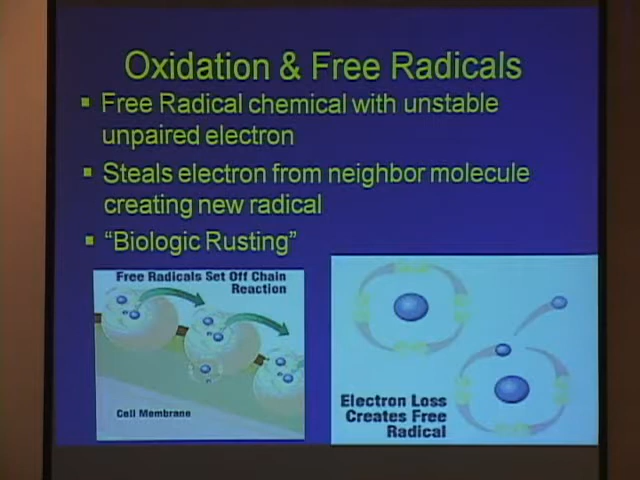 Oxidation & Free Radicals
▪ Free Radical chemical with unstable
unpaired electron
▪ Steals electron from neighbor molecule
creating new radical
▪ “Biologic Rusting”
Free Radicals Set Off Chain
Reaction
Cell Membrane
Electron Loss
Creates Free
Radical